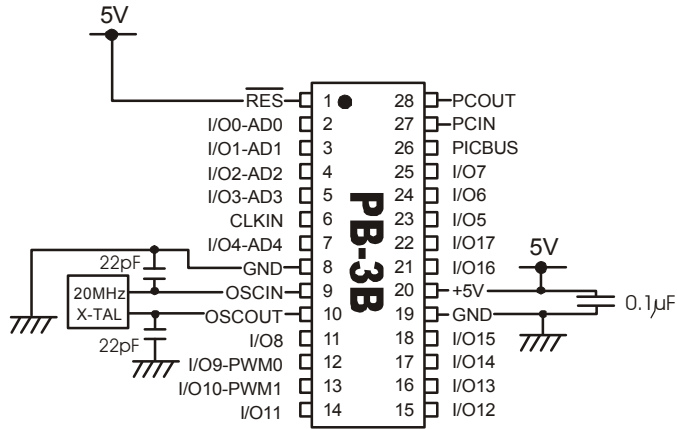 5V
RES 1 28 PCOUT
I/O0-AD0 2 27 PCIN
I/O1-AD1 3 26 PICBUS
I/O2-AD2 4 25 I/O7
I/O3-AD3 5 24 I/O6
CLKIN 6 23 I/O5
I/O4-AD4 7 22 I/O17
5V
22pF
GND 8 21 I/O16
20MHz
X-TAL
OSCIN 9 20 +5V
0.1µF
OSCOUT 10 19 GND
22pF
I/O8 11 18 I/O15
I/O9-PWM0 12 17 I/O14
I/O10-PWM1 13 16 I/O13
I/O11 14 15 I/O12
PB-3B